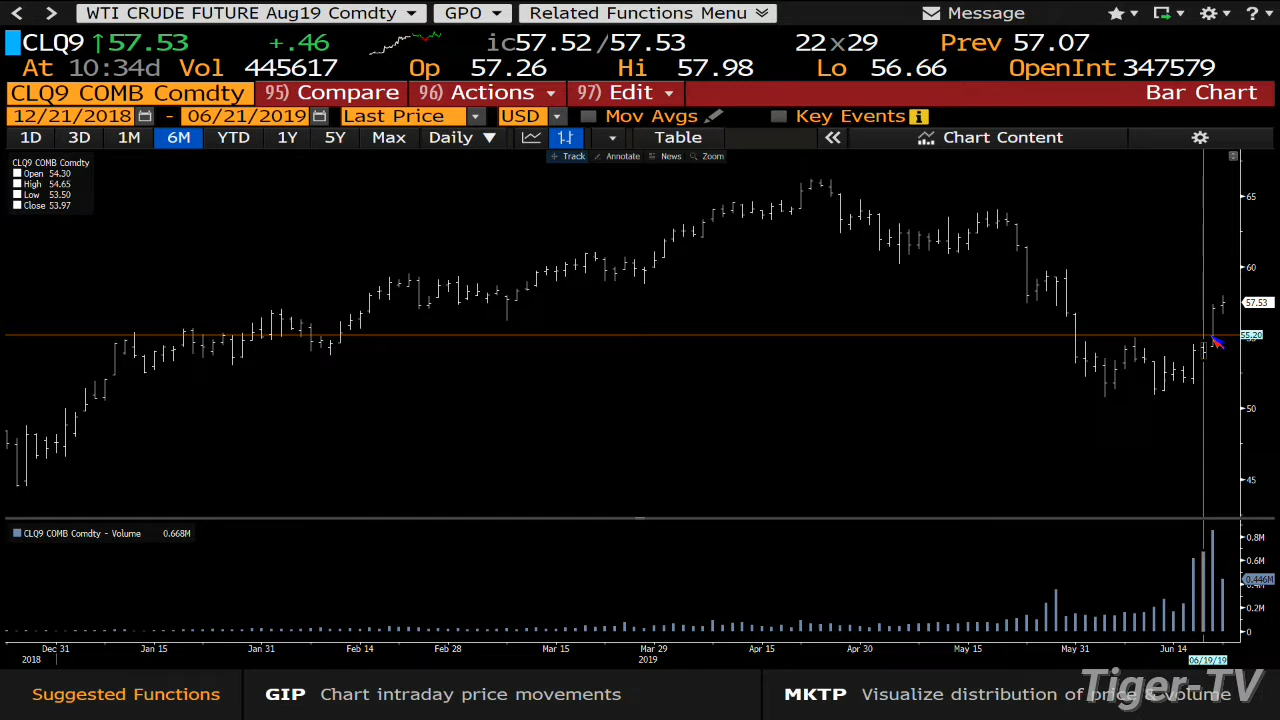 WTI CRUDE FUTURE Aug19 Comdty GPO Related Functions Menu Message ?
CLQ9 ↑57.53 +.46 ic57.52/57.53 22x29 Prev 57.07
At 10:34d Vol 445617 Op 57.26 Hi 57.98 Lo 56.66 OpenInt 347579
CLQ9 COMB Comdty 95) Compare 96) Actions 97) Edit Bar Chart
12/21/2018 - 06/21/2019 Last Price USD Mov Avgs Key Events
1D 3D 1M 6M YTD 1Y 5Y Max Daily ▼ Table « Chart Content
Track Annotate News Zoom
CLQ9 COMB Comdty
Open 54.30
High 54.65
Low 53.50
Close 53.97
65
60
57.53
55.20
50
45
CLQ9 COMB Comdty - Volume 0.668M
0.8M
0.6M
0.446M
0.2M
0
Dec 31 Jan 15 Jan 31 Feb 14 Feb 28 Mar 15 Mar 29 Apr 15 Apr 30 May 15 May 31 Jun 14
2018 2019 06/19/19
Suggested Functions GIP Chart intraday price movements MKTP Visualize distribution of price & volume
Tiger-TV